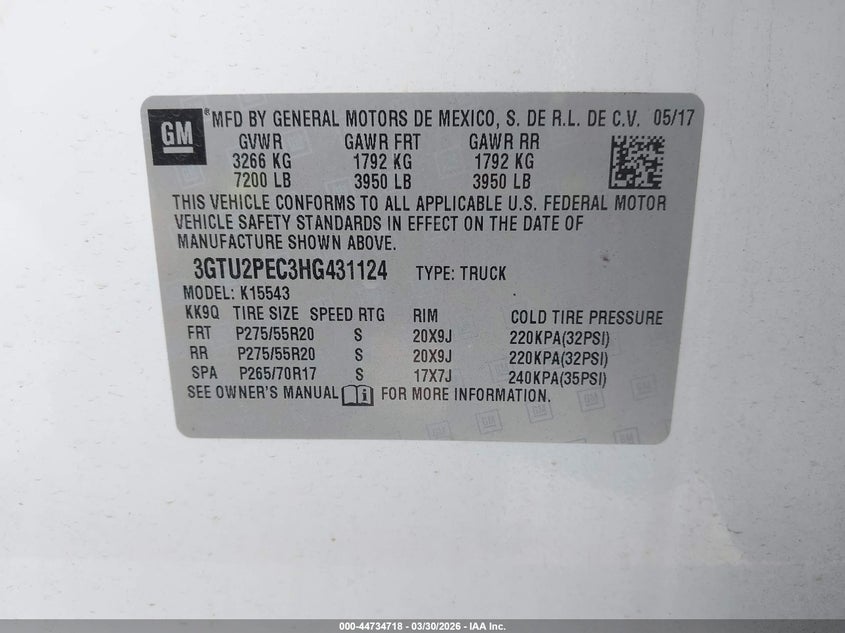 GM ® MFD BY GENERAL MOTORS DE MEXICO, S. DE R.L. DE C.V. 05/17
GVWR GAWR FRT GAWR RR
3266 KG 1792 KG 1792 KG
7200 LB 3950 LB 3950 LB
THIS VEHICLE CONFORMS TO ALL APPLICABLE U.S. FEDERAL MOTOR
VEHICLE SAFETY STANDARDS IN EFFECT ON THE DATE OF
MANUFACTURE SHOWN ABOVE.
3GTU2PEC3HG431124 TYPE: TRUCK
MODEL: K15543
KK9Q TIRE SIZE SPEED RTG RIM COLD TIRE PRESSURE
FRT P275/55R20 S 20X9J 220KPA(32PSI)
RR P275/55R20 S 20X9J 220KPA(32PSI)
SPA P265/70R17 S 17X7J 240KPA(35PSI)
SEE OWNER'S MANUAL i FOR MORE INFORMATION.
000-44734718 - 03/30/2026 - IAA Inc.